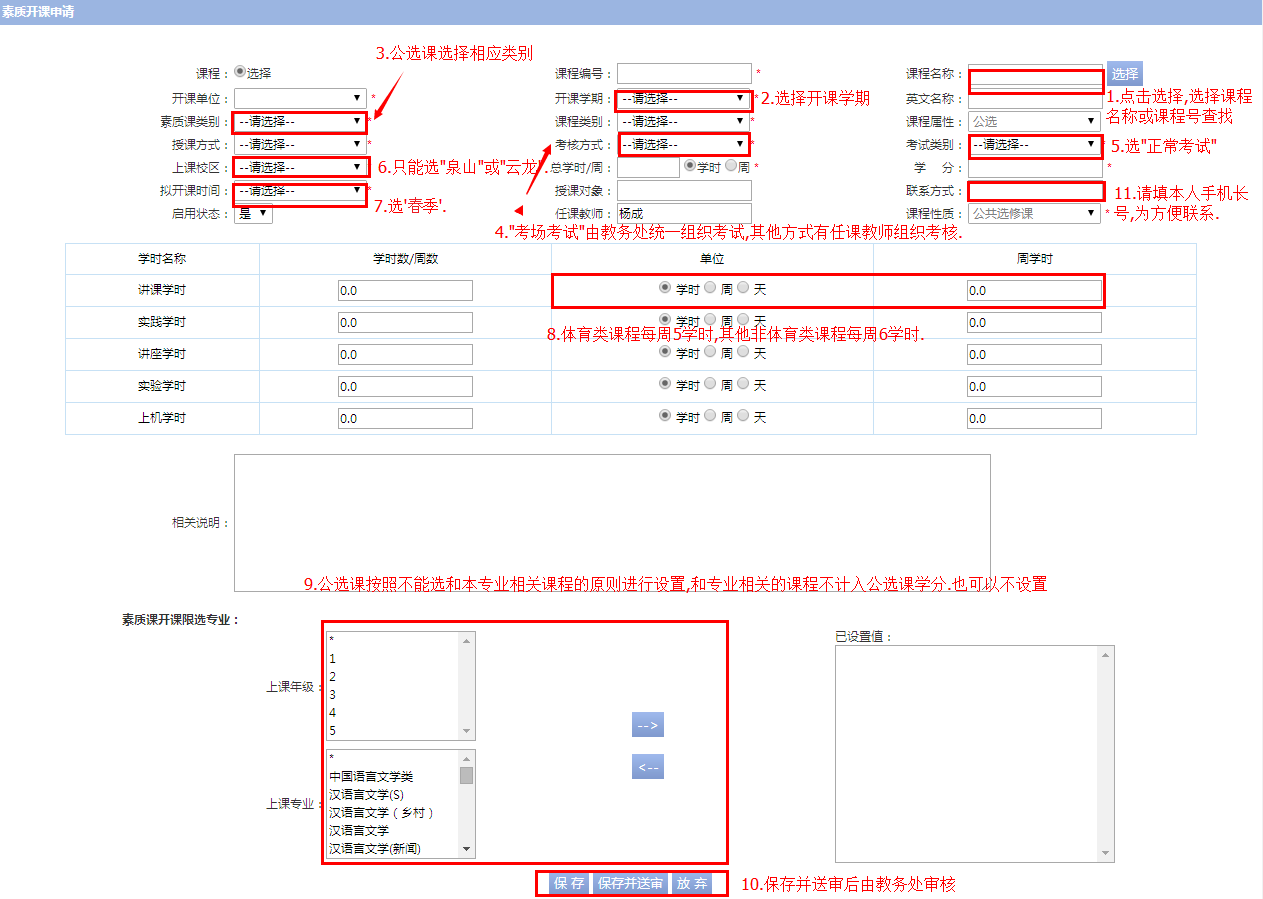 素质开课申请
3.公选课选择相应类别
课程： 选择 课程编号： * 课程名称： 选择
开课单位： * 开课学期： --请选择-- * 2.选择开课学期 英文名称： 1.点击选择,选择课程
名称或课程号查找
素质课类别： --请选择-- * 课程类别： --请选择-- * 课程属性： 公选
授课方式： --请选择-- * 考核方式： --请选择-- 考试类别： --请选择-- * 5.选"正常考试"
上课校区： --请选择-- 6.只能选"泉山"或"云龙". 总学时/周： 学时 周 * 学　分： *
拟开课时间： --请选择-- * 7.选'春季'. 授课对象： 联系方式： 11.请填本人手机长
号,为方便联系.
启用状态： 是 任课教师： 杨成 课程性质： 公共选修课 *
4."考场考试"由教务处统一组织考试,其他方式有任课教师组织考核.
学时名称 学时数/周数 单位 周学时
讲课学时 0.0 学时 周 天 0.0
实践学时 0.0 学时 周 天 0.0
8.体育类课程每周5学时,其他非体育类课程每周6学时.
讲座学时 0.0 学时 周 天 0.0
实验学时 0.0 学时 周 天 0.0
上机学时 0.0 学时 周 天 0.0
相关说明：
9.公选课按照不能选和本专业相关课程的原则进行设置,和专业相关的课程不计入公选课学分.也可以不设置
素质课开课限选专业：
已设置值：
上课年级：
*
1
2
3
4
5
-->
<--
上课专业：
*
中国语言文学类
汉语言文学(S)
汉语言文学（乡村）
汉语言文学
汉语言文学(新闻)
保 存 保存并送审 放 弃 10.保存并送审后由教务处审核